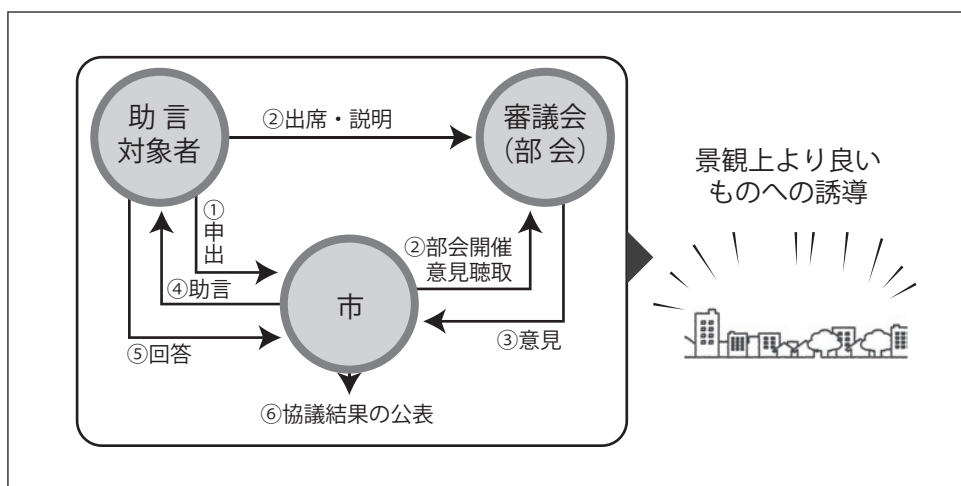 助言
対象者
②出席・説明
審議会
（部会）
①申出
②部会開催
意見聴取
④助言
市
③意見
⑤回答
⑥協議結果の公表
景観上より良い
ものへの誘導